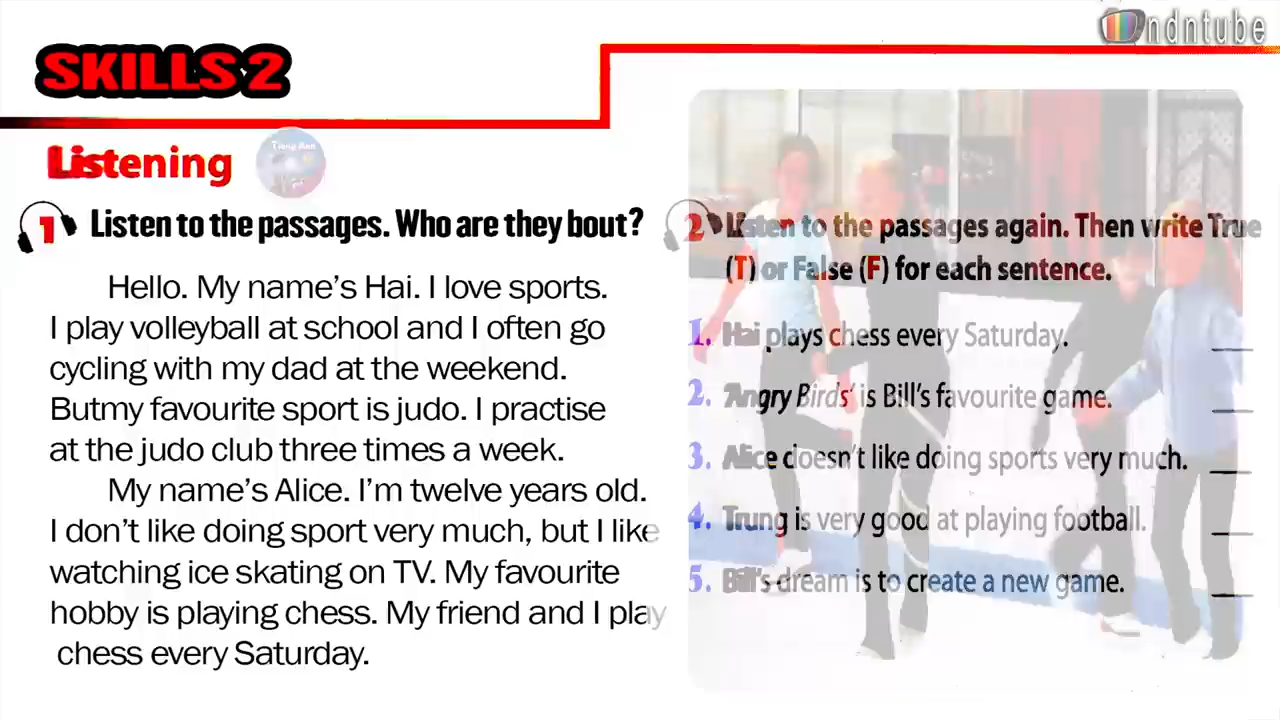 ndntube
SKILLS 2
Listening
1 Listen to the passages. Who are they bout?
Hello. My name's Hai. I love sports.
I play volleyball at school and I often go
cycling with my dad at the weekend.
Butmy favourite sport is judo. I practise
at the judo club three times a week.
My name's Alice. I'm twelve years old.
I don't like doing sport very much, but I like
watching ice skating on TV. My favourite
hobby is playing chess. My friend and I play
chess every Saturday.
2 Listen to the passages again. Then write True
(T) or False (F) for each sentence.
1. Hai plays chess every Saturday. __
2. 'Angry Birds' is Bill's favourite game. __
3. Alice doesn't like doing sports very much. __
4. Trung is very good at playing football. __
5. Bill's dream is to create a new game. __